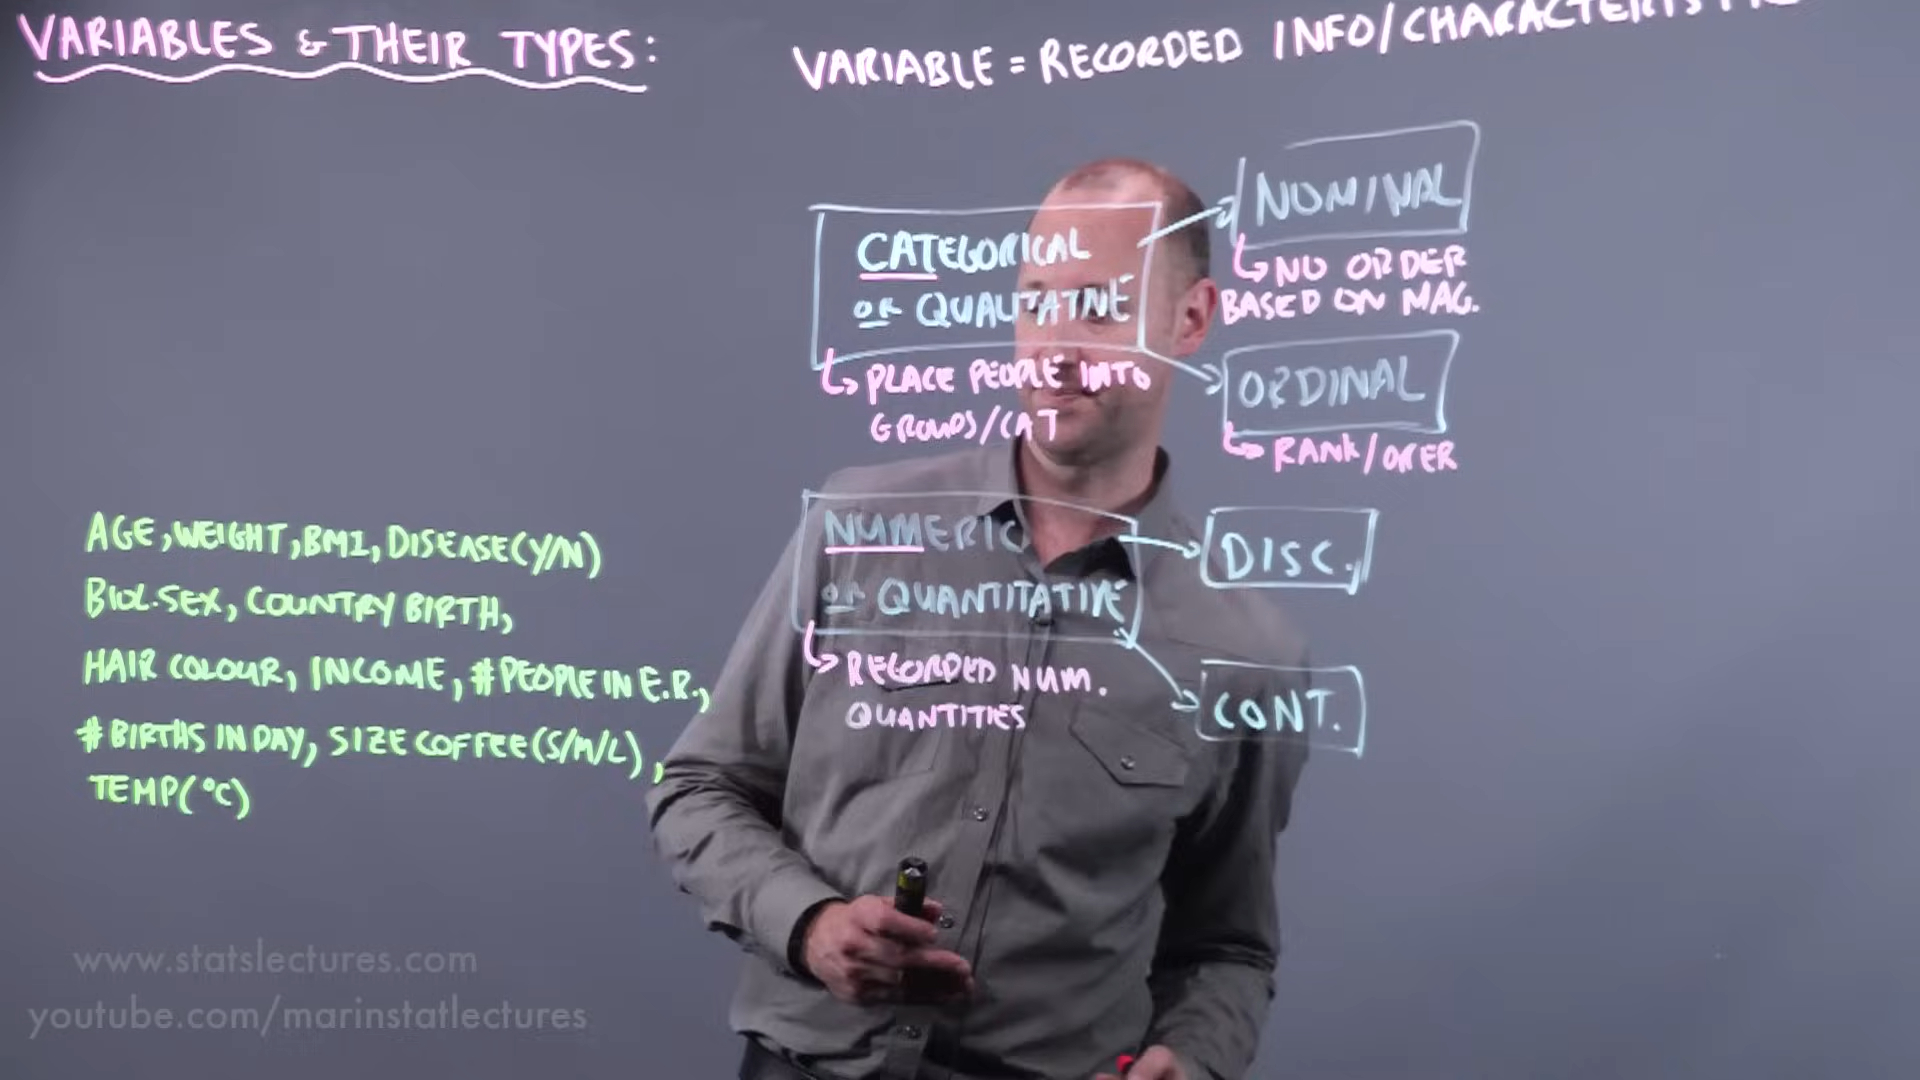 VARIABLES & THEIR TYPES:
VARIABLE = RECORDED INFO/CHARACTERISTIC
CATEGORICAL
OR QUALITATIVE
PLACE PEOPLE INTO
GROUPS/CAT
NOMINAL
NO ORDER
BASED ON MAG.
ORDINAL
RANK/ORER
NUMERIC
OR QUANTITATIVE
RECORDED NUM.
QUANTITIES
DISC.
CONT.
AGE, WEIGHT, BMI, DISEASE (Y/N)
BIOL. SEX, COUNTRY BIRTH,
HAIR COLOUR, INCOME, # PEOPLE IN E.R.,
# BIRTHS IN DAY, SIZE COFFEE (S/M/L),
TEMP (°C)
www.statslectures.com
youtube.com/marinstatlectures